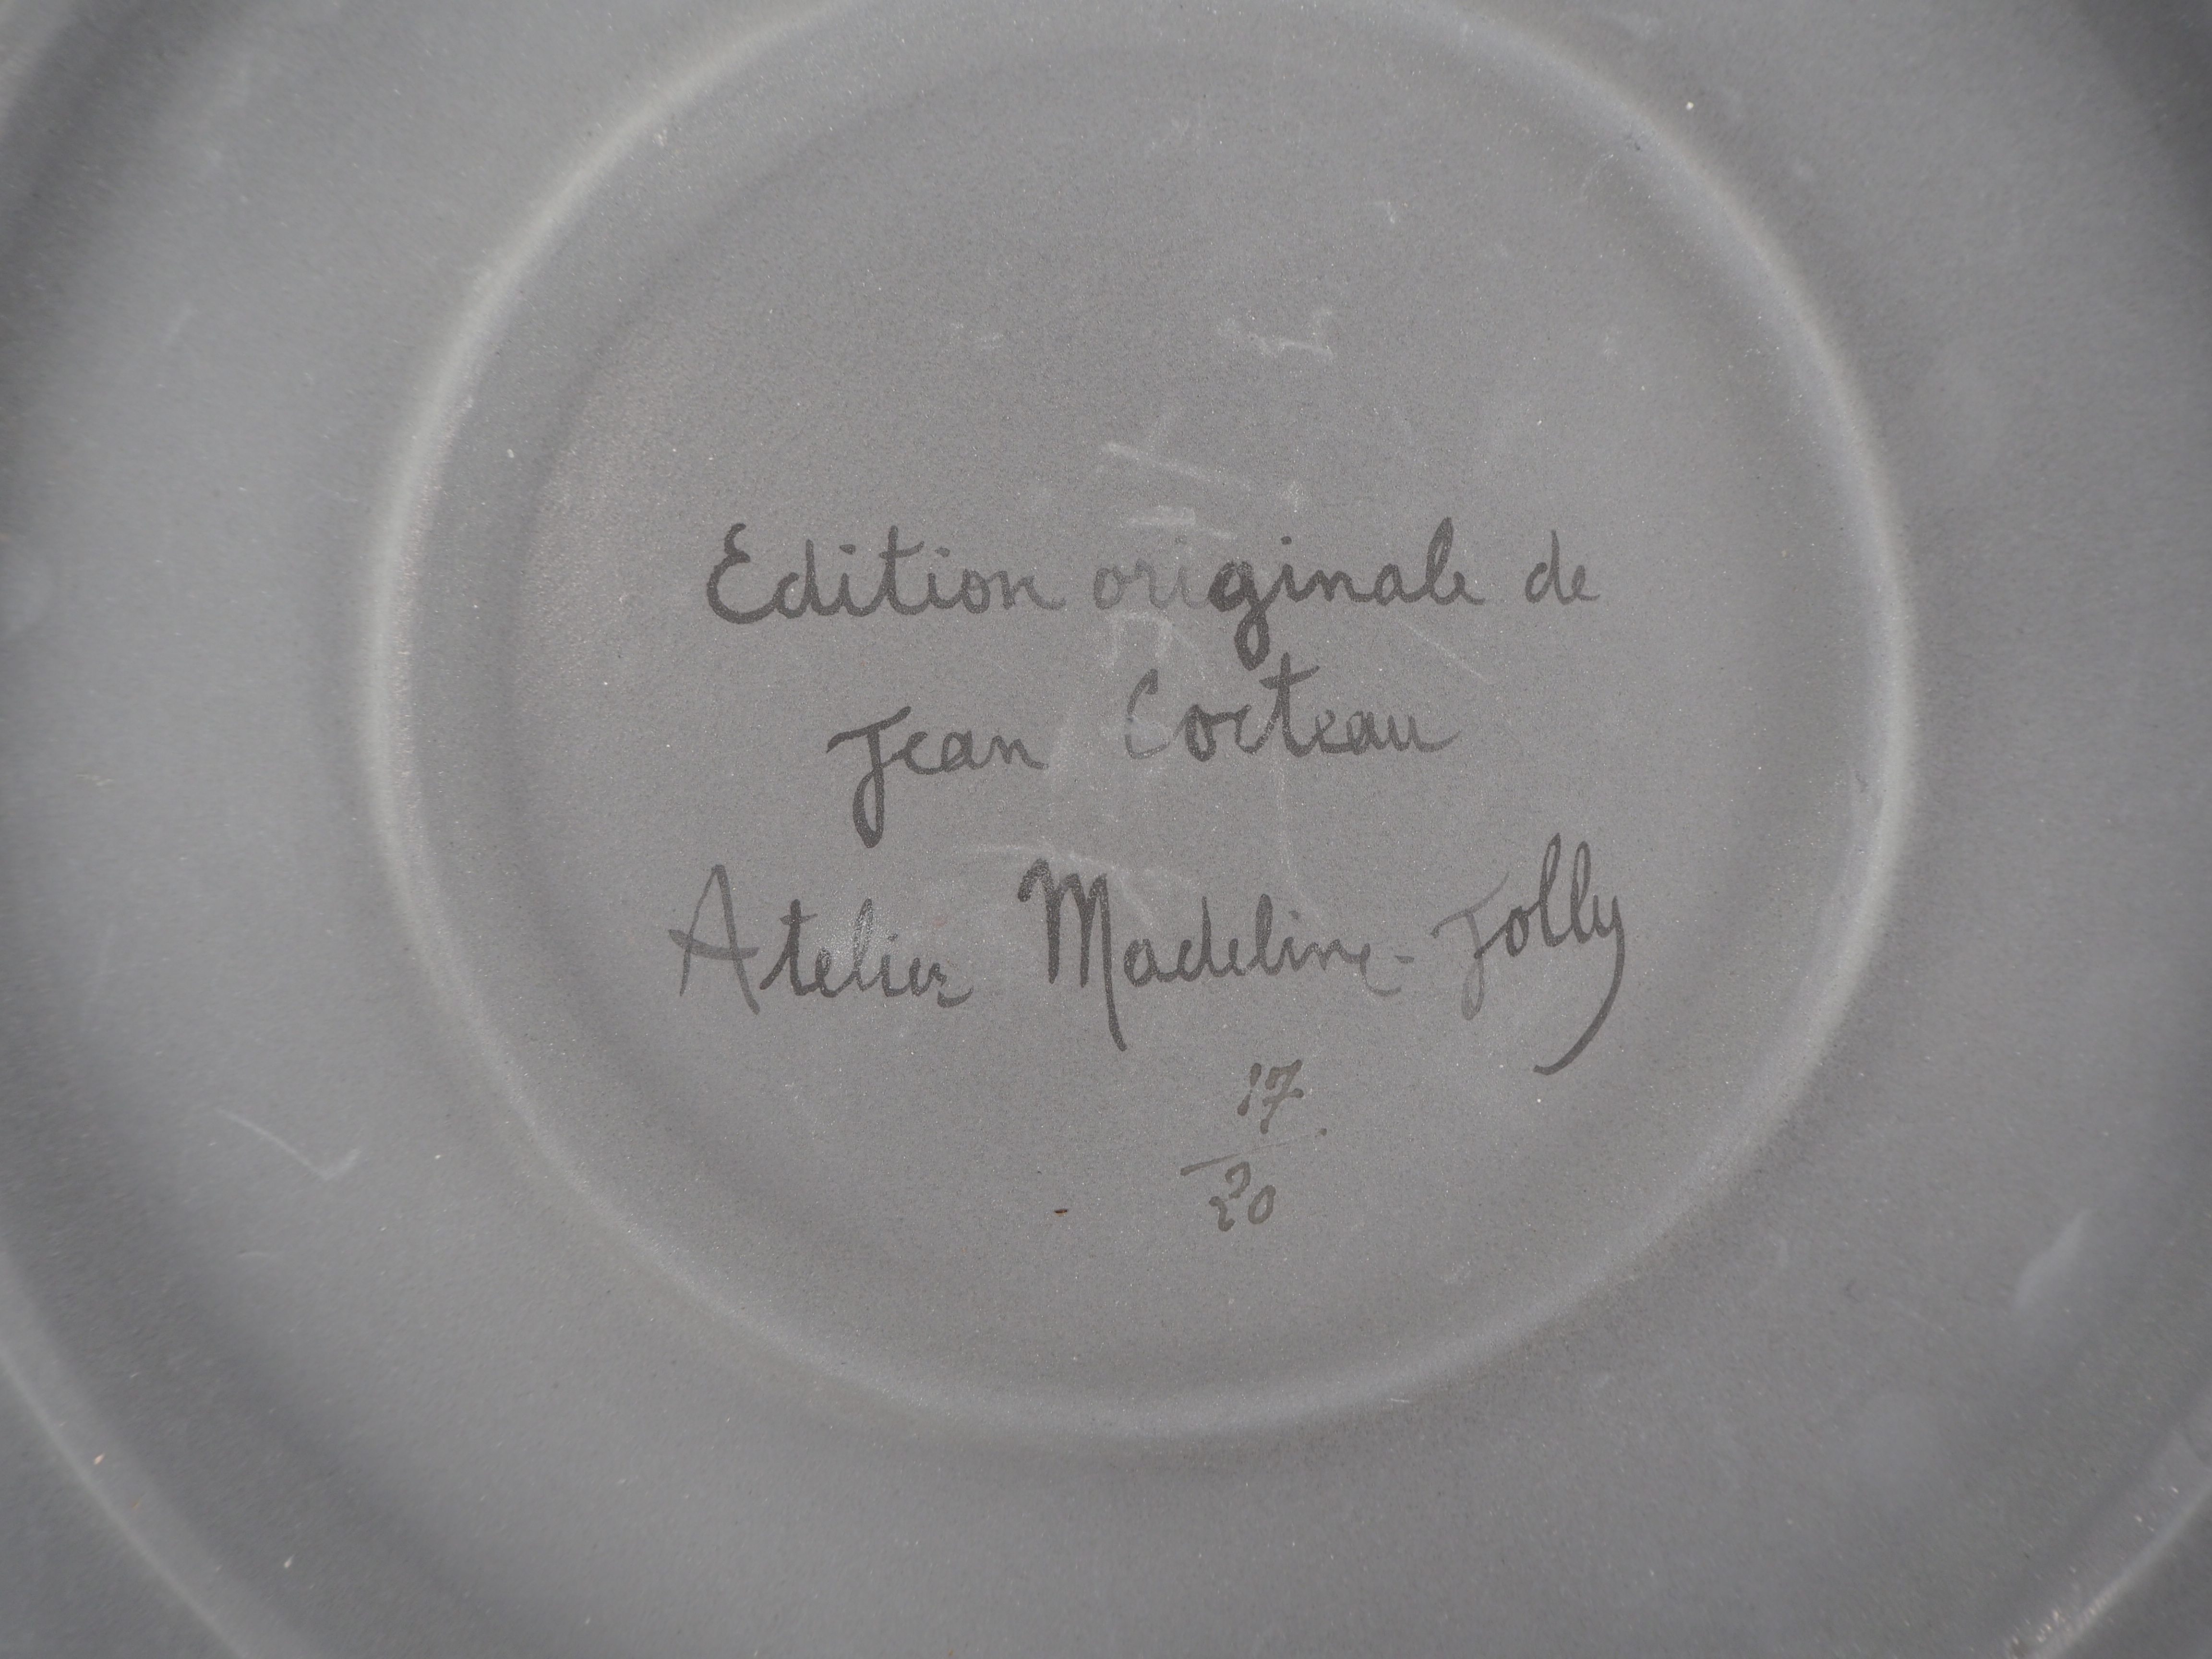 Edition originale de
Jean Cocteau
Atelier Madeline-Jolly
17
20